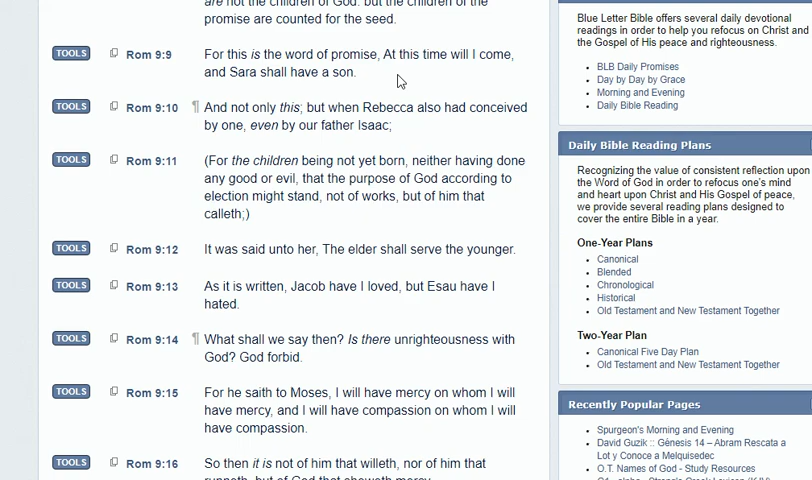 are not the children of God: but the children of the
promise are counted for the seed.
TOOLS Rom 9:9 For this is the word of promise, At this time will I come,
and Sara shall have a son.
TOOLS Rom 9:10 ¶ And not only this; but when Rebecca also had conceived
by one, even by our father Isaac;
TOOLS Rom 9:11 (For the children being not yet born, neither having done
any good or evil, that the purpose of God according to
election might stand, not of works, but of him that
calleth;)
TOOLS Rom 9:12 It was said unto her, The elder shall serve the younger.
TOOLS Rom 9:13 As it is written, Jacob have I loved, but Esau have I
hated.
TOOLS Rom 9:14 ¶ What shall we say then? Is there unrighteousness with
God? God forbid.
TOOLS Rom 9:15 For he saith to Moses, I will have mercy on whom I will
have mercy, and I will have compassion on whom I will
have compassion.
TOOLS Rom 9:16 So then it is not of him that willeth, nor of him that
runneth, but of God that sheweth mercy.
Blue Letter Bible offers several daily devotional
readings in order to help you refocus on Christ and
the Gospel of His peace and righteousness.
BLB Daily Promises
Day by Day by Grace
Morning and Evening
Daily Bible Reading
Daily Bible Reading Plans
Recognizing the value of consistent reflection upon
the Word of God in order to refocus one's mind
and heart upon Christ and His Gospel of peace,
we provide several reading plans designed to
cover the entire Bible in a year.
One-Year Plans
Canonical
Blended
Chronological
Historical
Old Testament and New Testament Together
Two-Year Plan
Canonical Five Day Plan
Old Testament and New Testament Together
Recently Popular Pages
Spurgeon's Morning and Evening
David Guzik :: Génesis 14 – Abram Rescata a
Lot y Conoce a Melquisedec
O.T. Names of God - Study Resources